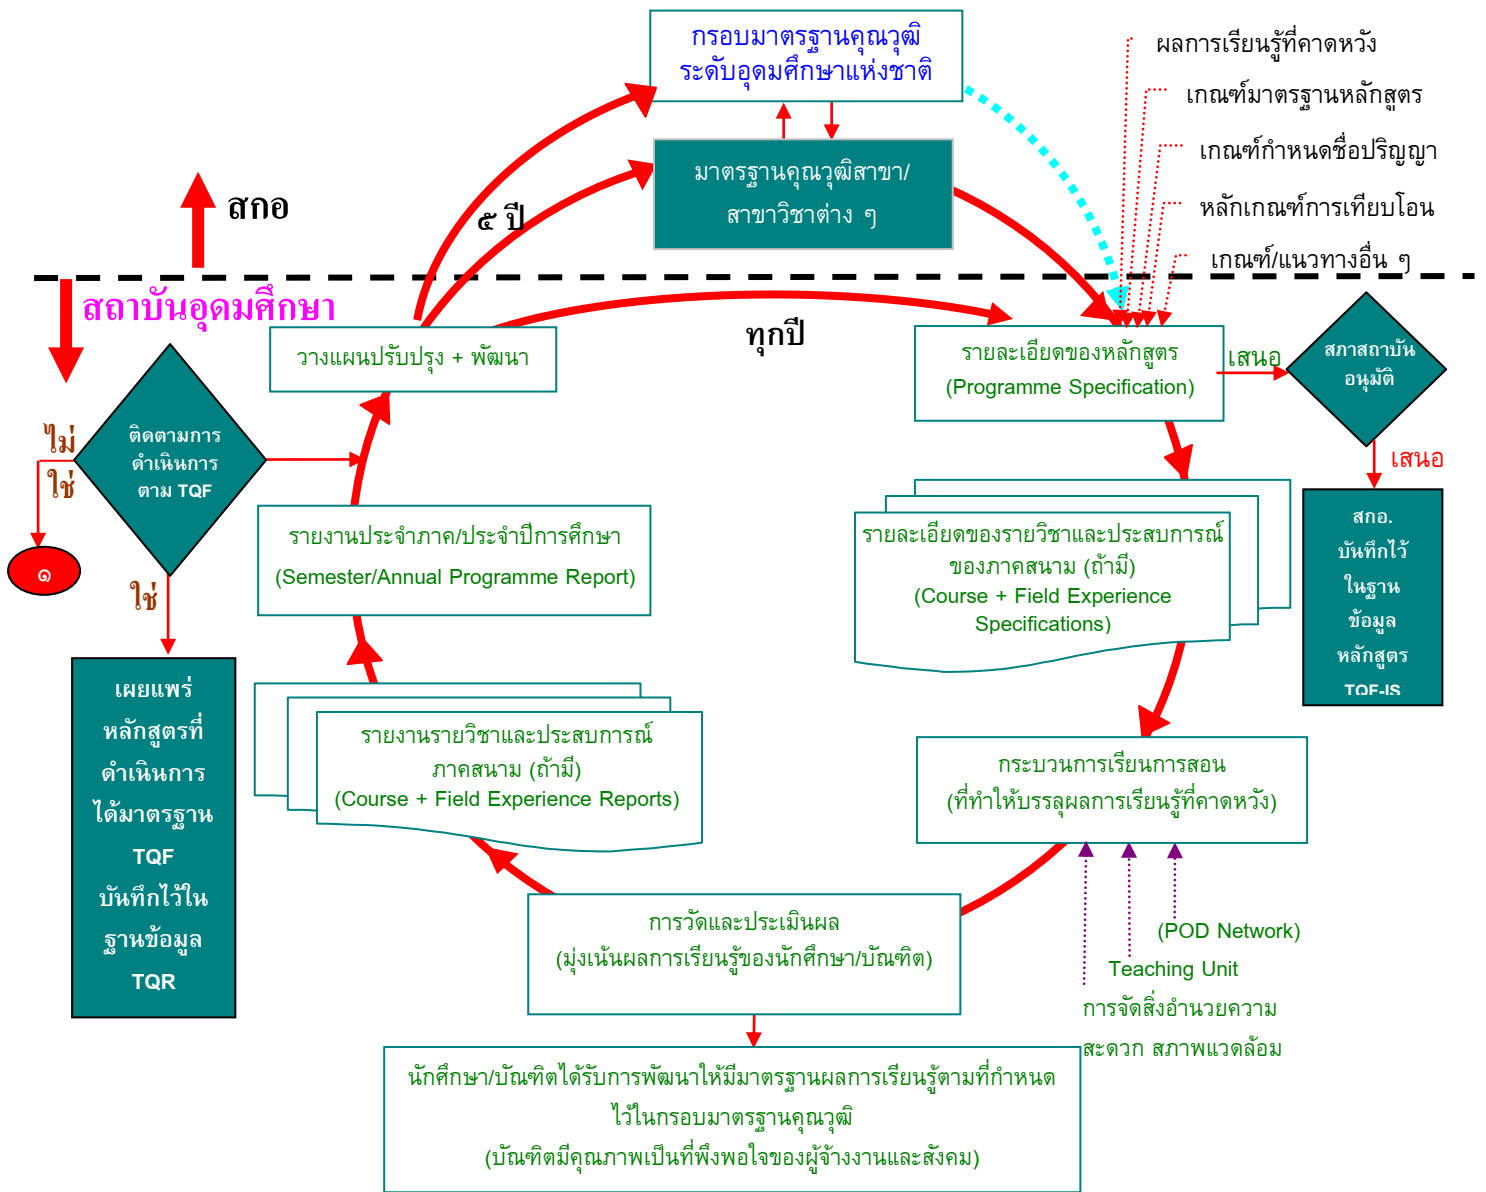 กรอบมาตรฐานคุณวุฒิ
ระดับอุดมศึกษาแห่งชาติ
ผลการเรียนรู้ที่คาดหวัง
เกณฑ์มาตรฐานหลักสูตร
เกณฑ์กำหนดชื่อปริญญา
หลักเกณฑ์การเทียบโอน
เกณฑ์/แนวทางอื่น ๆ
มาตรฐานคุณวุฒิสาขา/
สาขาวิชาต่าง ๆ
สกอ
๕ ปี
สถาบันอุดมศึกษา
ทุกปี
วางแผนปรับปรุง + พัฒนา
รายละเอียดของหลักสูตร
(Programme Specification)
เสนอ
สภาสถาบัน
อนุมัติ
เสนอ
ติดตามการ
ดำเนินการ
ตาม TQF
ไม่
ใช่
๑
ใช่
รายงานประจำภาค/ประจำปีการศึกษา
(Semester/Annual Programme Report)
รายละเอียดของรายวิชาและประสบการณ์
ของภาคสนาม (ถ้ามี)
(Course + Field Experience
Specifications)
สกอ.
บันทึกไว้
ในฐาน
ข้อมูล
หลักสูตร
TQF-IS
เผยแพร่
หลักสูตรที่
ดำเนินการ
ได้มาตรฐาน
TQF
บันทึกไว้ใน
ฐานข้อมูล
TQR
รายงานรายวิชาและประสบการณ์
ภาคสนาม (ถ้ามี)
(Course + Field Experience Reports)
กระบวนการเรียนการสอน
(ที่ทำให้บรรลุผลการเรียนรู้ที่คาดหวัง)
การวัดและประเมินผล
(มุ่งเน้นผลการเรียนรู้ของนักศึกษา/บัณฑิต)
(POD Network)
Teaching Unit
การจัดสิ่งอำนวยความ
สะดวก สภาพแวดล้อม
นักศึกษา/บัณฑิตได้รับการพัฒนาให้มีมาตรฐานผลการเรียนรู้ตามที่กำหนด
ไว้ในกรอบมาตรฐานคุณวุฒิ
(บัณฑิตมีคุณภาพเป็นที่พึงพอใจของผู้จ้างงานและสังคม)